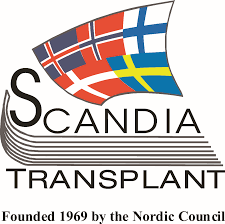 SCANDIA
TRANSPLANT
Founded 1969 by the Nordic Council